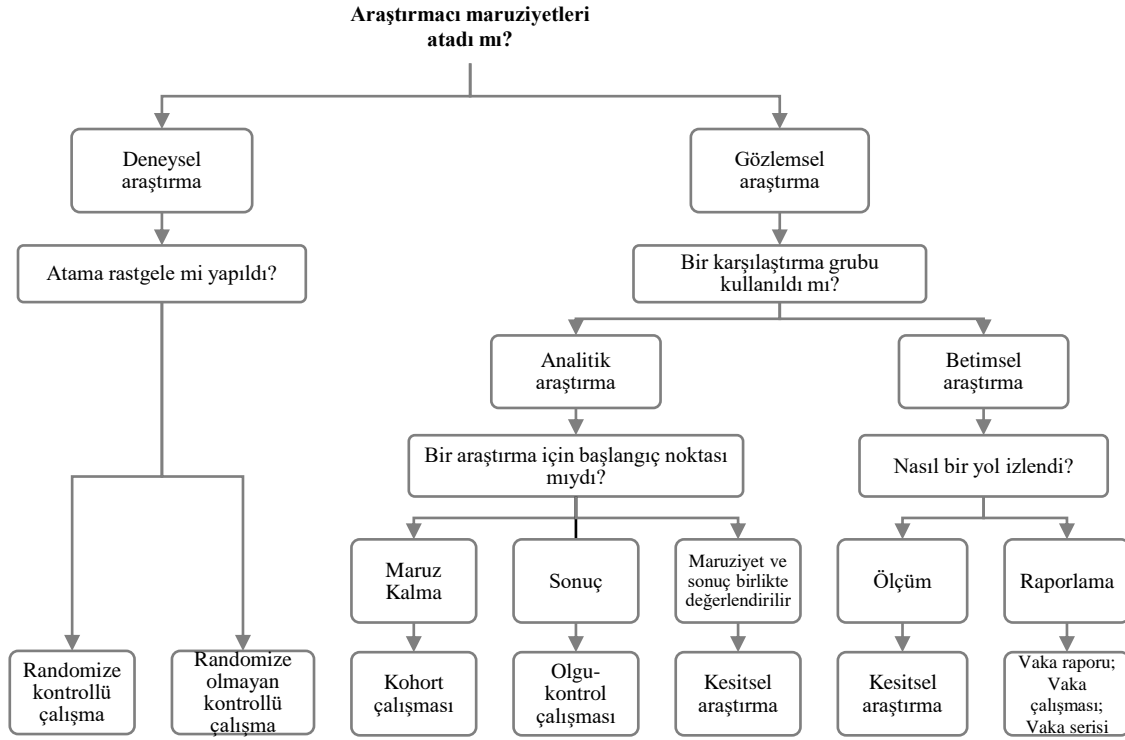 Araştırmacı maruziyetleri
atadı mı?
Deneysel
araştırma
Gözlemsel
araştırma
Atama rastgele mi yapıldı?
Bir karşılaştırma grubu
kullanıldı mı?
Analitik
araştırma
Betimsel
araştırma
Bir araştırma için başlangıç noktası
mıydı?
Nasıl bir yol izlendi?
Maruz
Kalma
Sonuç
Maruziyet ve
sonuç birlikte
değerlendirilir
Ölçüm
Raporlama
Randomize
kontrollü
çalışma
Randomize
olmayan
kontrollü
çalışma
Kohort
çalışması
Olgu-
kontrol
çalışması
Kesitsel
araştırma
Kesitsel
araştırma
Vaka raporu;
Vaka
çalışması;
Vaka serisi